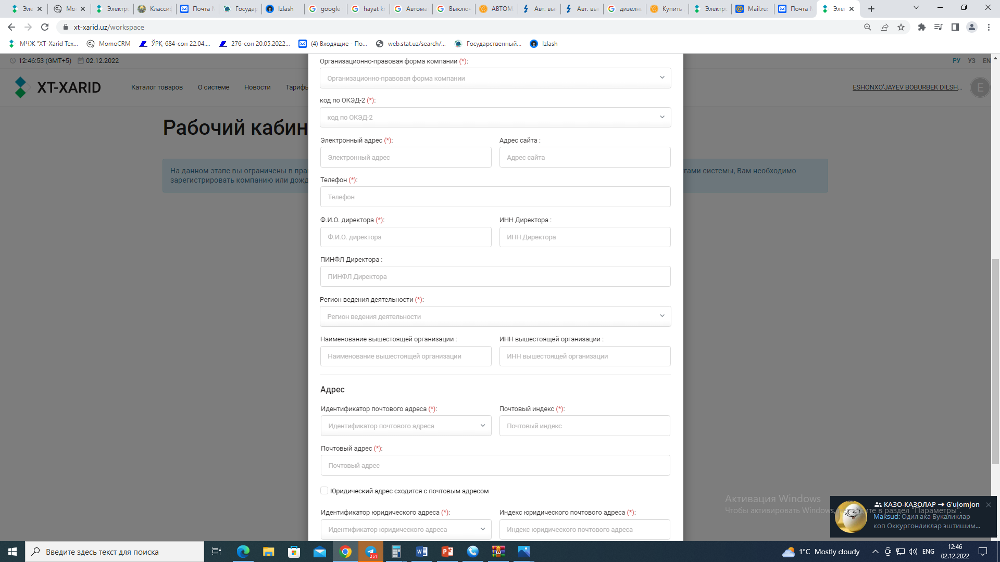 Эле
Mo
Электро
Классис
Почта М
Государ
Izlash
google
hayat k
Автома
Выключ
АВТОМ
Авт. вы
Авт. вы
дизелн
Купить
Электро
Mail.ru:
Почта М
Эле
xt-xarid.uz/workspace
МЧЖ "XT-Xarid Tex...
MomoCRM
ЎРҚ-684-сон 22.04....
276-сон 20.05.2022...
(4) Входящие - По...
web.stat.uz/search/...
Государственный...
Izlash
12:46:53 (GMT+5)
02.12.2022
РУ УЗ EN
XT-XARID
Каталог товаров
О системе
Новости
Тарифы
ESHONXO'JAYEV BOBURBEK DILSH...
E
Рабочий кабин
На данном этапе вы ограничены в пра
гами системы, Вам необходимо
зарегистрировать компанию или дожд
Организационно-правовая форма компании (*):
Организационно-правовая форма компании
код по ОКЭД-2 (*):
код по ОКЭД-2
Электронный адрес (*):
Адрес сайта :
Электронный адрес
Адрес сайта
Телефон (*):
Телефон
Ф.И.О. директора (*):
ИНН Директора :
Ф.И.О. директора
ИНН Директора
ПИНФЛ Директора :
ПИНФЛ Директора
Регион ведения деятельности (*):
Регион ведения деятельности
Наименование вышестоящей организации :
ИНН вышестоящей организации :
Наименование вышестоящей организации
ИНН вышестоящей организации
Адрес
Идентификатор почтового адреса (*):
Почтовый индекс (*):
Идентификатор почтового адреса
Почтовый индекс
Почтовый адрес (*):
Почтовый адрес
Юридический адрес сходится с почтовым адресом
Идентификатор юридического адреса (*):
Индекс юридического почтового адреса (*):
Идентификатор юридического адреса
Индекс юридического почтового адреса
Активация Windows
Чтобы активировать Windows, перейдите в раздел "Параметры".
КАЗО-КАЗОЛАР ➜ G'ulomjon
Maksud: Одил ака Букаликлар
коп Оккургонликлар эштишим...
Введите здесь текст для поиска
251
1°C Mostly cloudy
ENG
12:46
02.12.2022